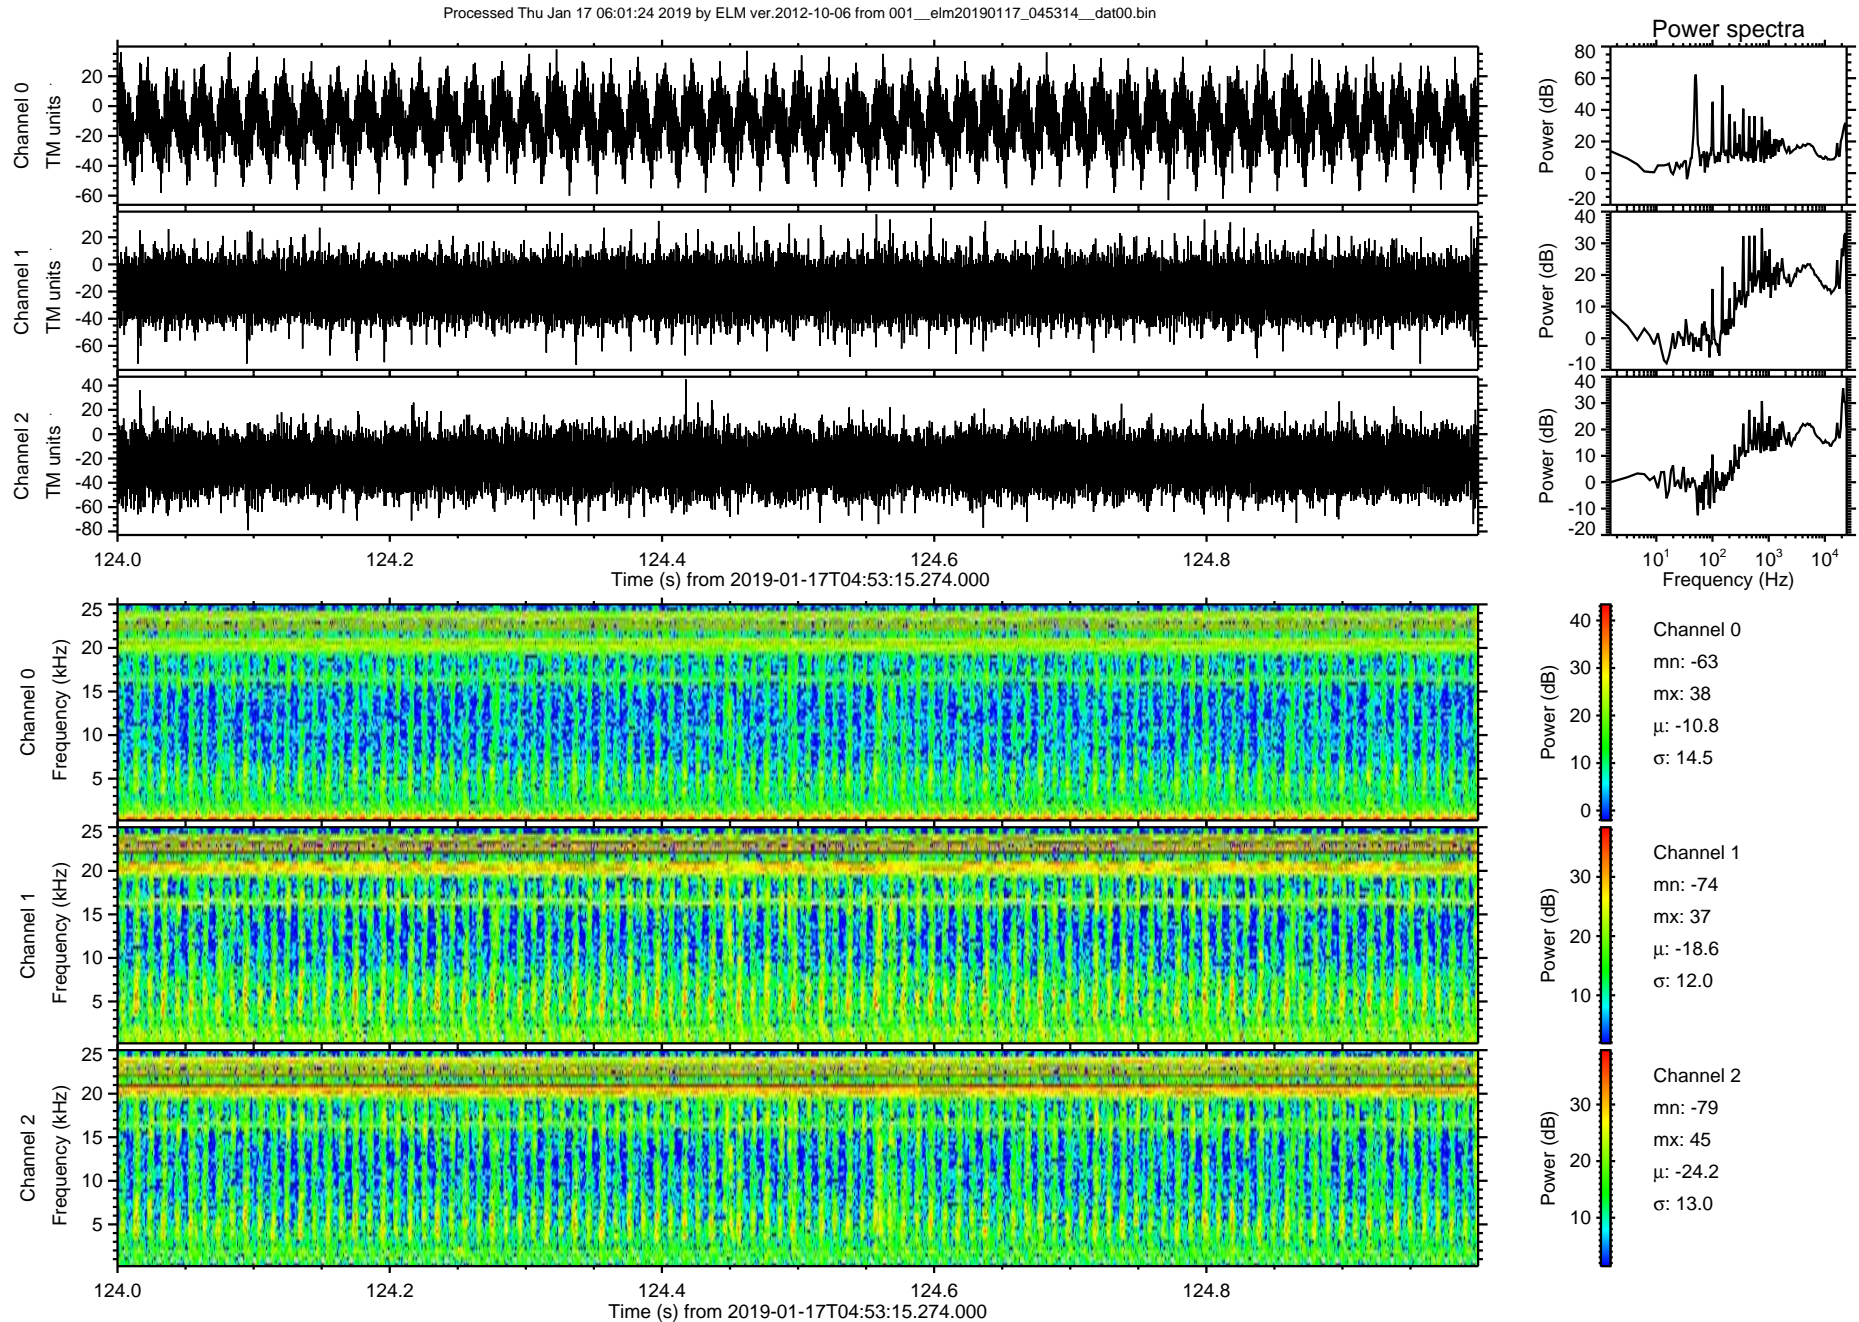 Processed Thu Jan 17 06:01:24 2019 by ELM ver.2012-10-06 from 001__elm20190117_045314__dat00.bin
Power spectra
Channel 0
TM units
20
0
-20
-40
-60
Power (dB)
80
60
40
20
0
-20
Channel 1
TM units
20
0
-20
-40
-60
Power (dB)
40
30
20
10
0
-10
Channel 2
TM units
40
20
0
-20
-40
-60
-80
Power (dB)
40
30
20
10
0
-10
-20
124.0 124.2 124.4 124.6 124.8
Time (s) from 2019-01-17T04:53:15.274.000
10¹ 10² 10³ 10⁴
Frequency (Hz)
Channel 0
Frequency (kHz)
25
20
15
10
5
Power (dB)
40
30
20
10
0
Channel 0
mn: -63
mx: 38
μ: -10.8
σ: 14.5
Channel 1
Frequency (kHz)
25
20
15
10
5
Power (dB)
30
20
10
Channel 1
mn: -74
mx: 37
μ: -18.6
σ: 12.0
Channel 2
Frequency (kHz)
25
20
15
10
5
Power (dB)
30
20
10
Channel 2
mn: -79
mx: 45
μ: -24.2
σ: 13.0
124.0 124.2 124.4 124.6 124.8
Time (s) from 2019-01-17T04:53:15.274.000